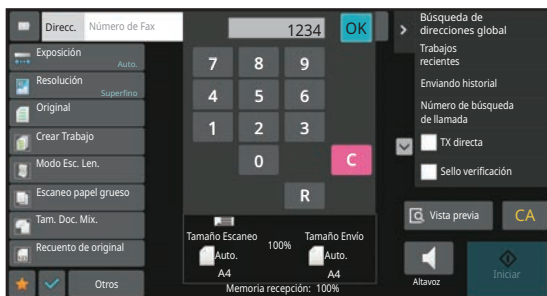 Direcc.
Número de Fax
1234
OK
Búsqueda de
direcciones global
Trabajos
recientes
Enviando historial
Número de búsqueda
de llamada
TX directa
Sello verificación
Exposición
Auto.
Resolución
Superfino
Original
Crear Trabajo
Modo Esc. Len.
Escaneo papel grueso
Tam. Doc. Mix.
Recuento de original
Otros
7 8 9
4 5 6
1 2 3
0 C
R
Tamaño Escaneo
100%
Tamaño Envío
Auto.
Auto.
A4
A4
Memoria recepción: 100%
Vista previa
CA
Altavoz
Iniciar